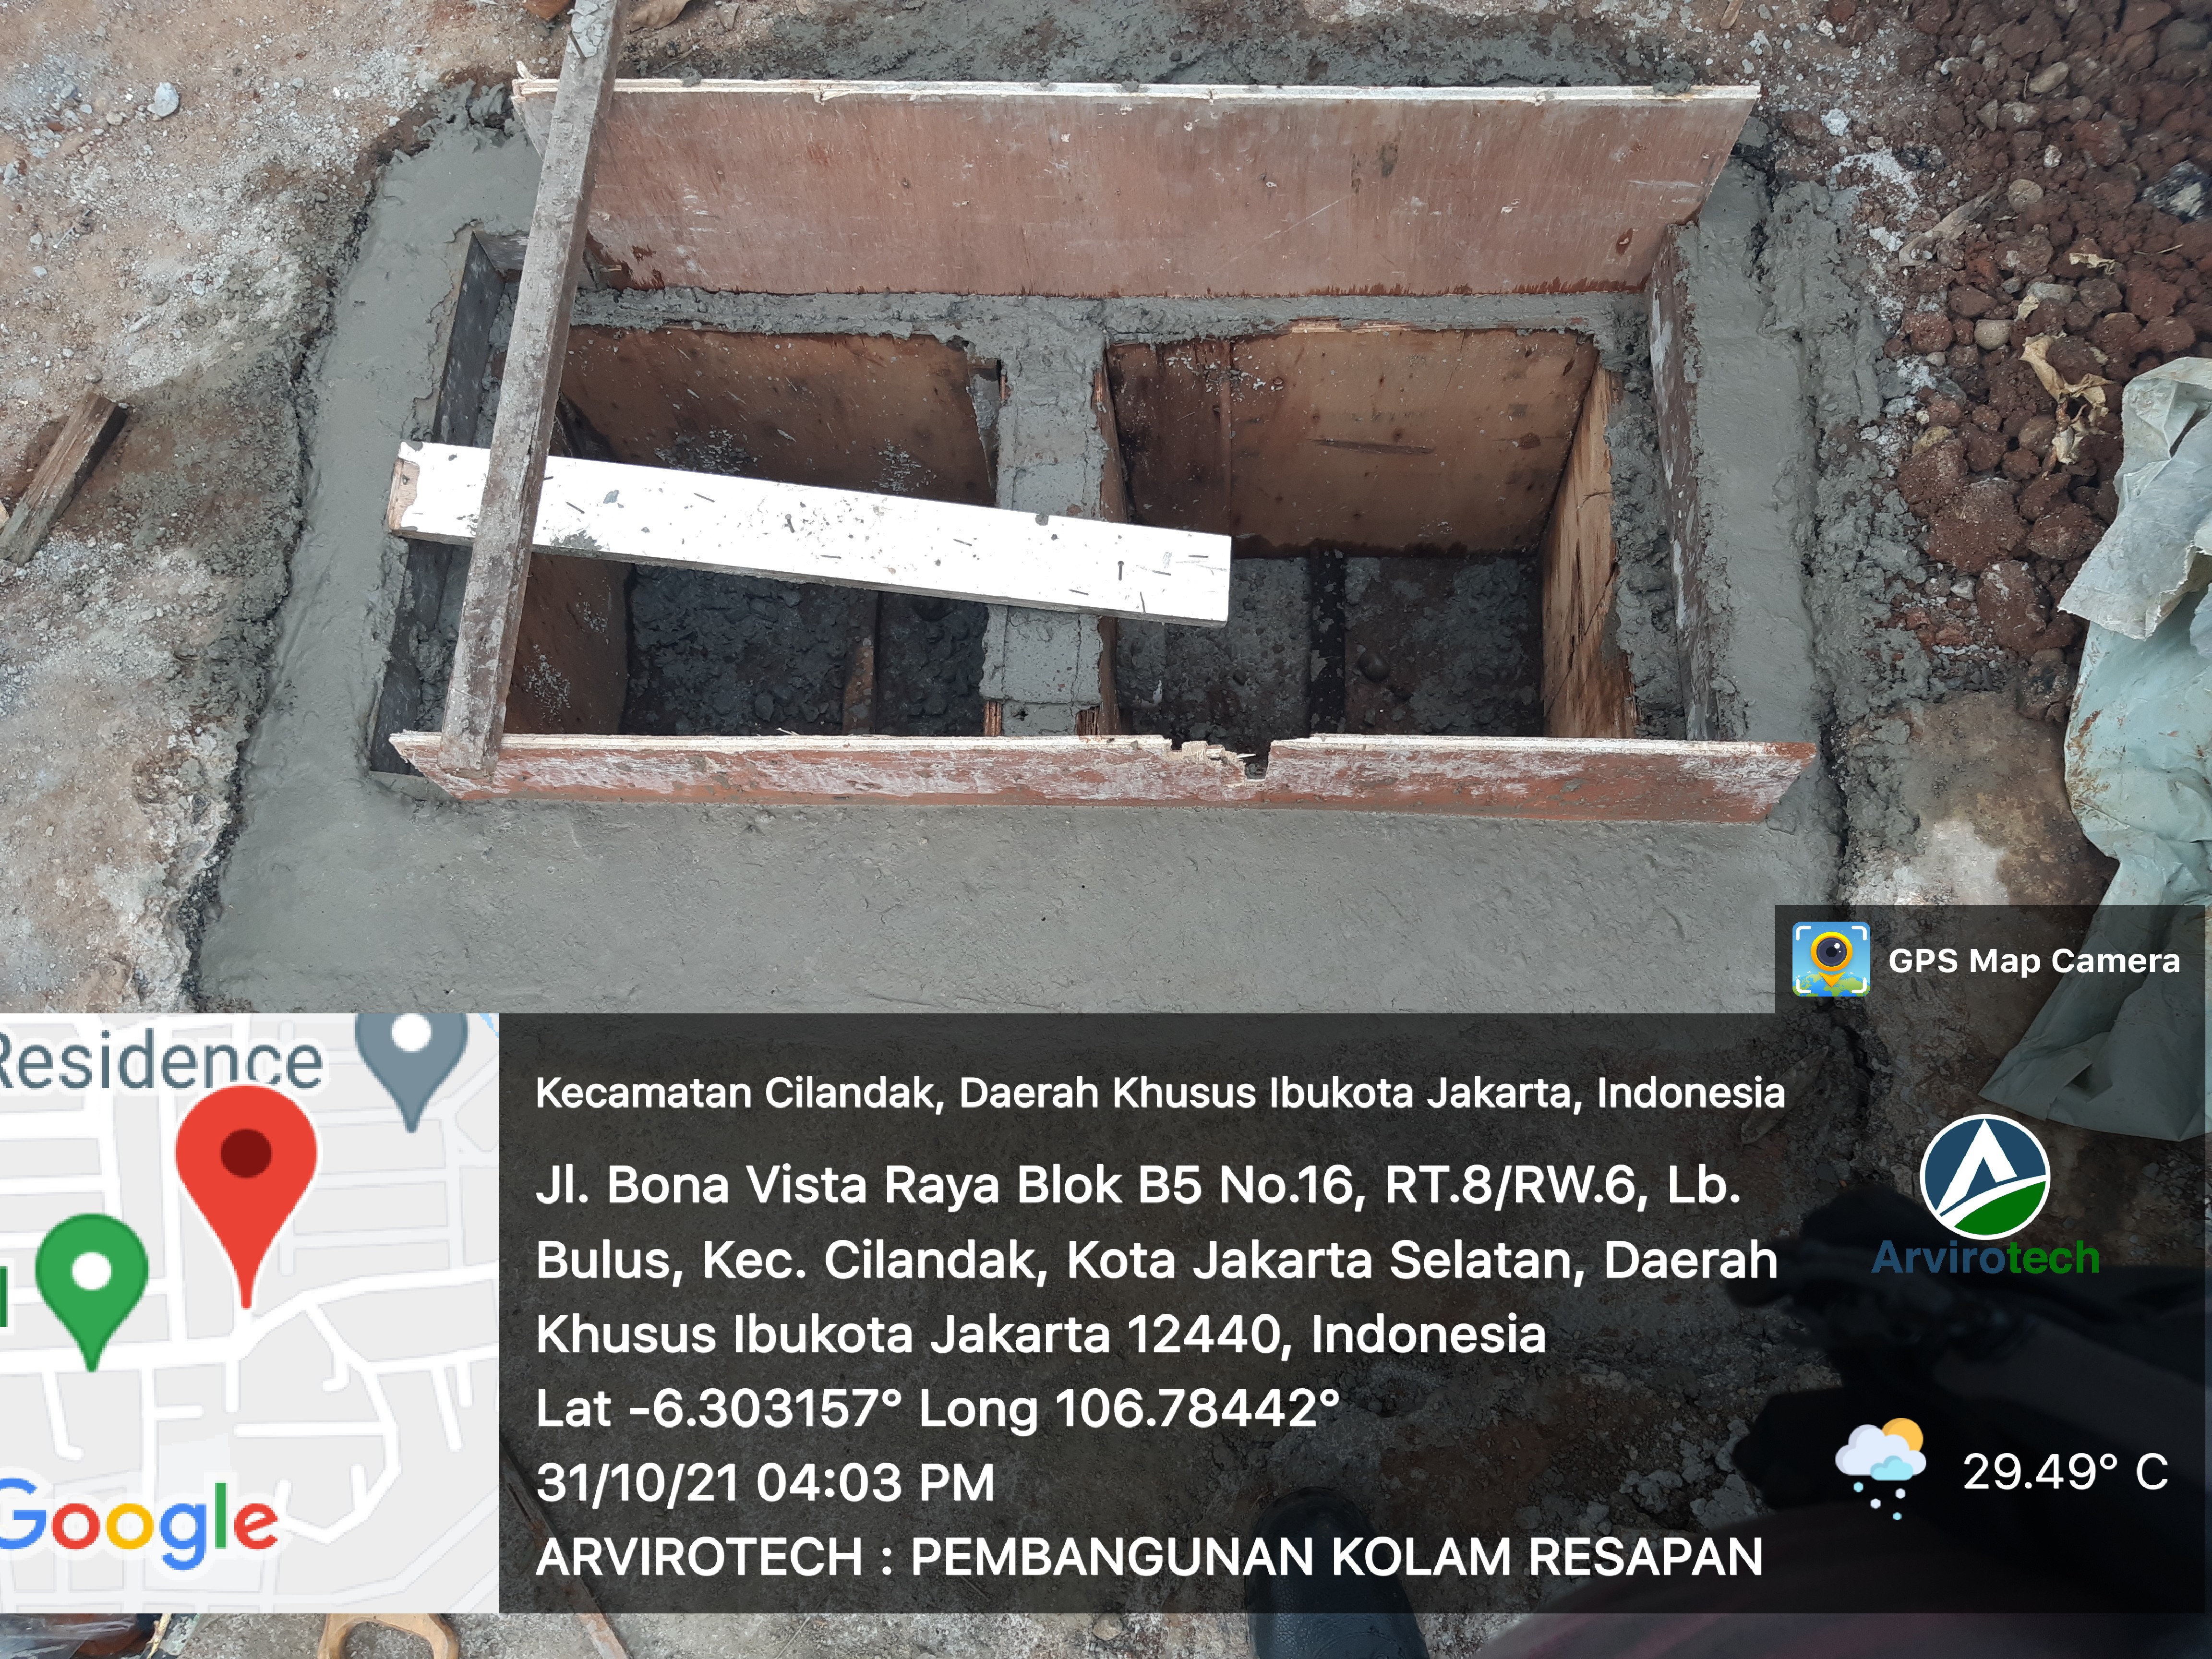 GPS Map Camera
Residence
Google
Kecamatan Cilandak, Daerah Khusus Ibukota Jakarta, Indonesia
Jl. Bona Vista Raya Blok B5 No.16, RT.8/RW.6, Lb.
Bulus, Kec. Cilandak, Kota Jakarta Selatan, Daerah
Khusus Ibukota Jakarta 12440, Indonesia
Lat -6.303157° Long 106.78442°
31/10/21 04:03 PM
ARVIROTECH : PEMBANGUNAN KOLAM RESAPAN
Arvirotech
29.49° C